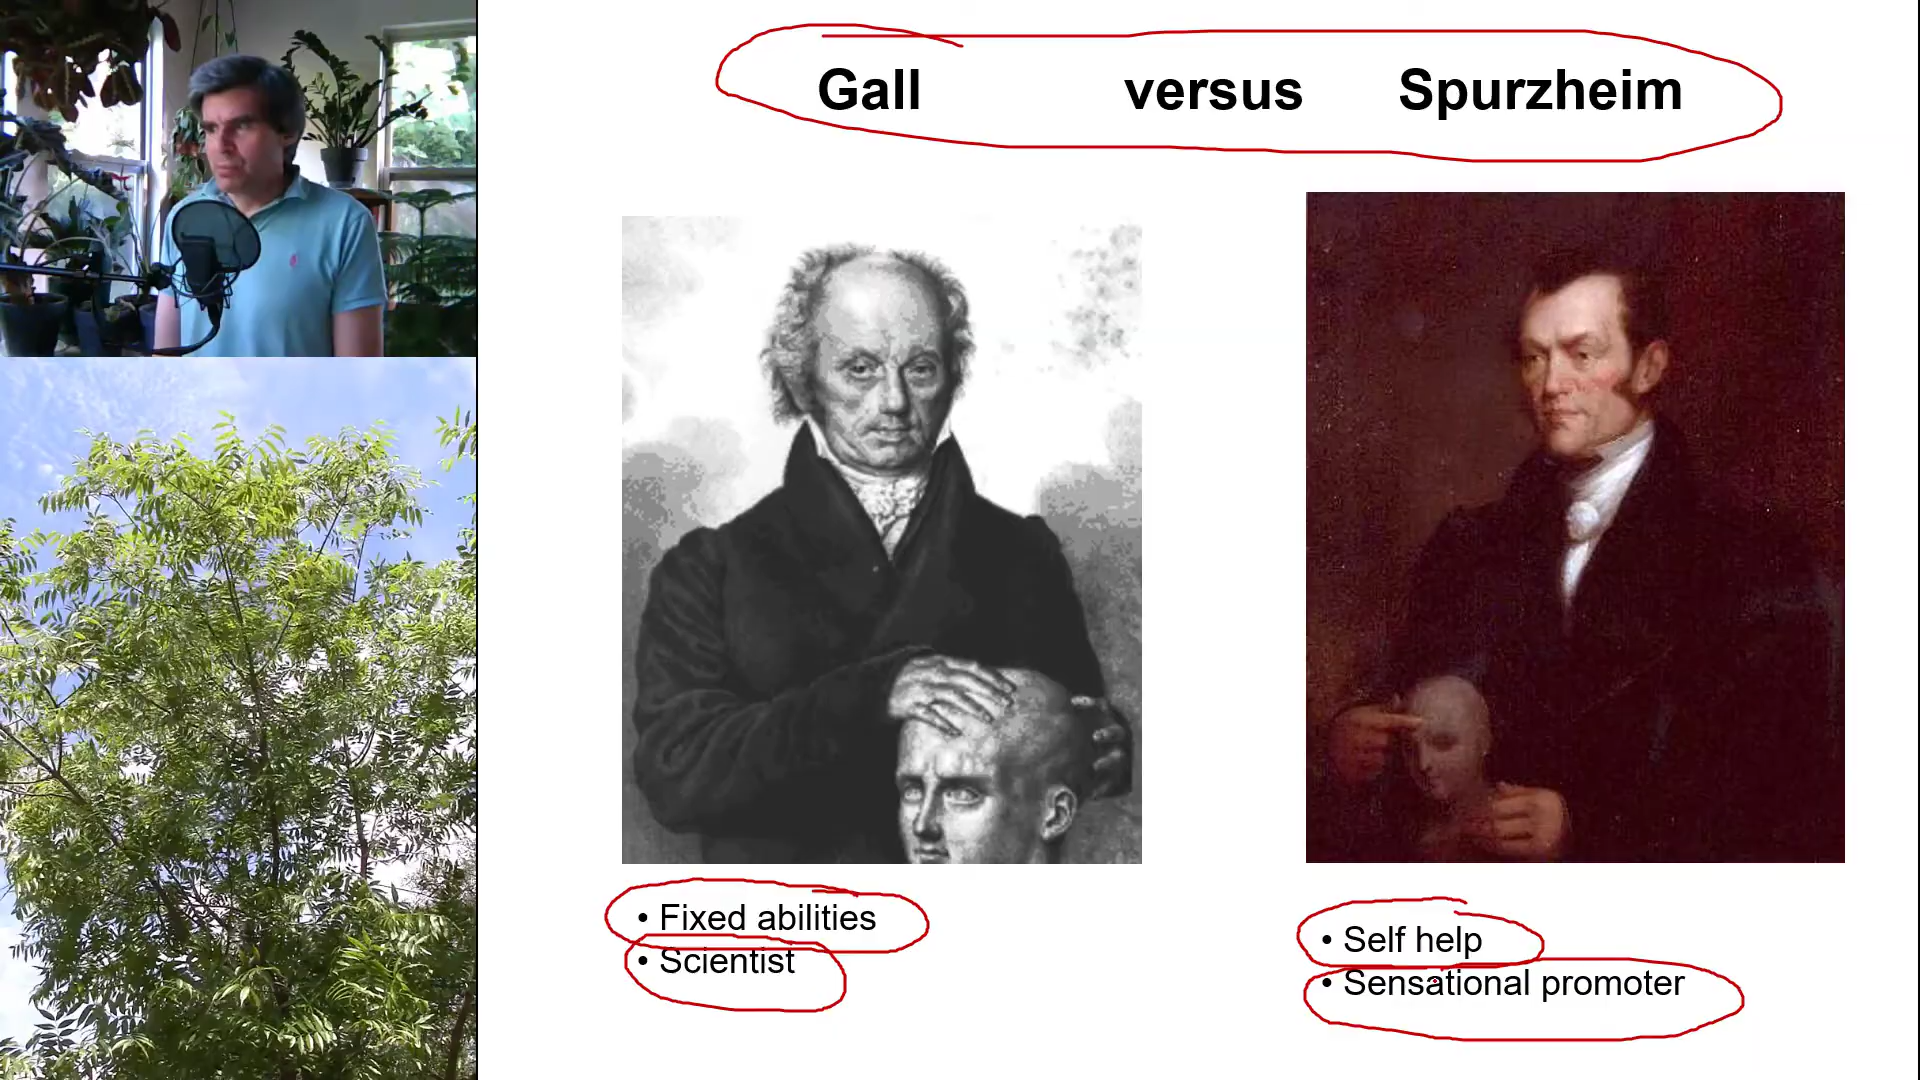 Gall versus Spurzheim
• Fixed abilities
• Scientist
• Self help
• Sensational promoter